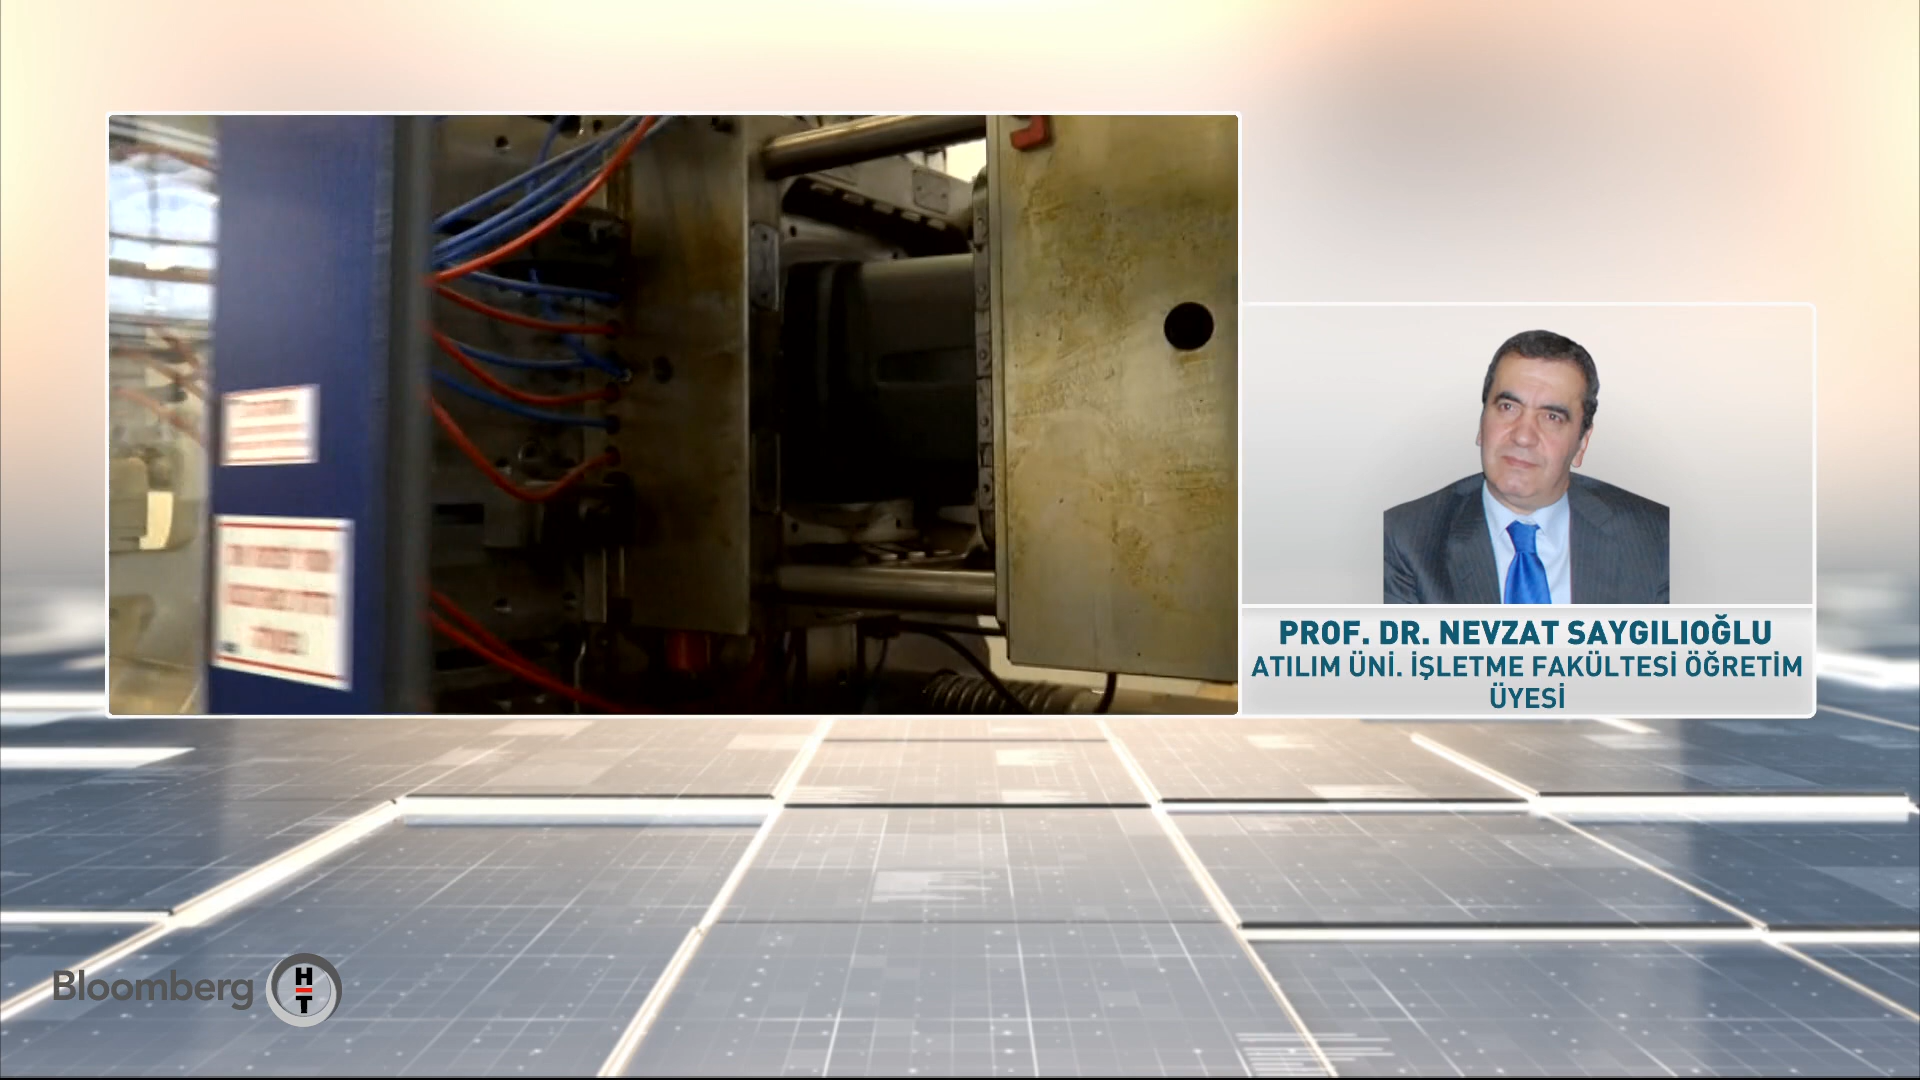 PROF. DR. NEVZAT SAYGILIOĞLU
ATILIM ÜNİ. İŞLETME FAKÜLTESİ ÖĞRETİM
ÜYESİ
Bloomberg HT